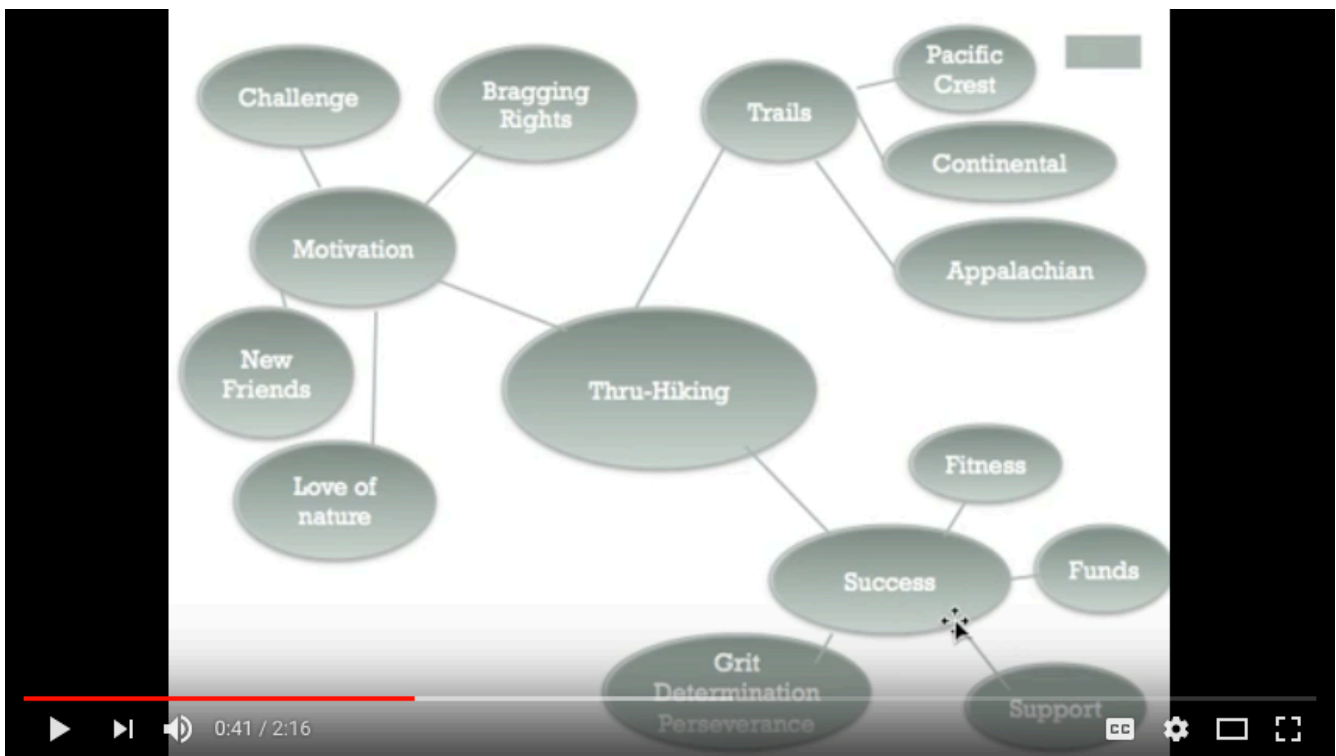 Challenge
Bragging
Rights
Motivation
New
Friends
Love of
nature
Trails
Pacific
Crest
Continental
Appalachian
Thru-Hiking
Fitness
Success
Funds
Grit
Determination
Perseverance
Support
0:41 / 2:16
CC